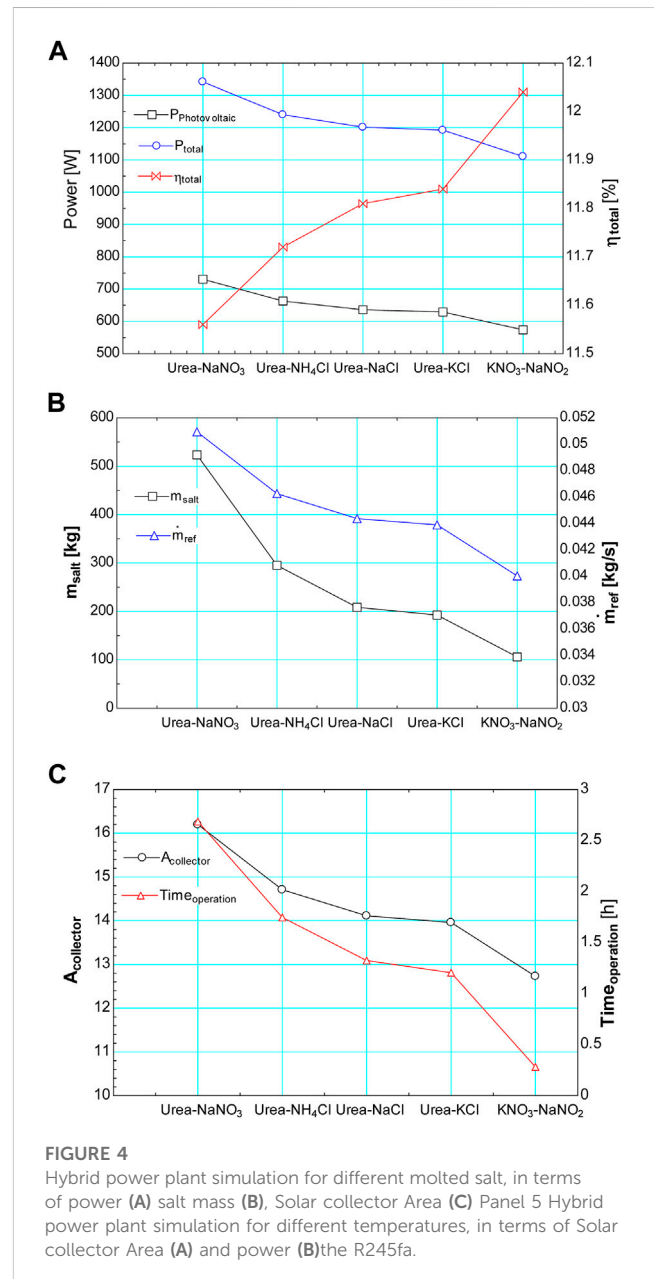 A
1400
1300
1200
1100
1000
900
800
700
600
500
Power [W]
P_Photovoltaic
P_total
η_total
12.1
12
11.9
11.8
11.7
11.6
11.5
η_total [%]
Urea-NaNO₃ Urea-NH₄Cl Urea-NaCl Urea-KCl KNO₃-NaNO₂
B
600
500
400
300
200
100
0
m_salt [kg]
m_salt
ṁ_ref
0.052
0.05
0.048
0.046
0.044
0.042
0.04
0.038
0.036
0.034
0.032
0.03
ṁ_ref [kg/s]
Urea-NaNO₃ Urea-NH₄Cl Urea-NaCl Urea-KCl KNO₃-NaNO₂
C
17
16
15
14
13
12
11
10
A_collector
A_collector
Time_operation
3
2.5
2
1.5
1
0.5
0
Time_operation [h]
Urea-NaNO₃ Urea-NH₄Cl Urea-NaCl Urea-KCl KNO₃-NaNO₂
FIGURE 4
Hybrid power plant simulation for different molted salt, in terms
of power (A) salt mass (B), Solar collector Area (C) Panel 5 Hybrid
power plant simulation for different temperatures, in terms of Solar
collector Area (A) and power (B)the R245fa.